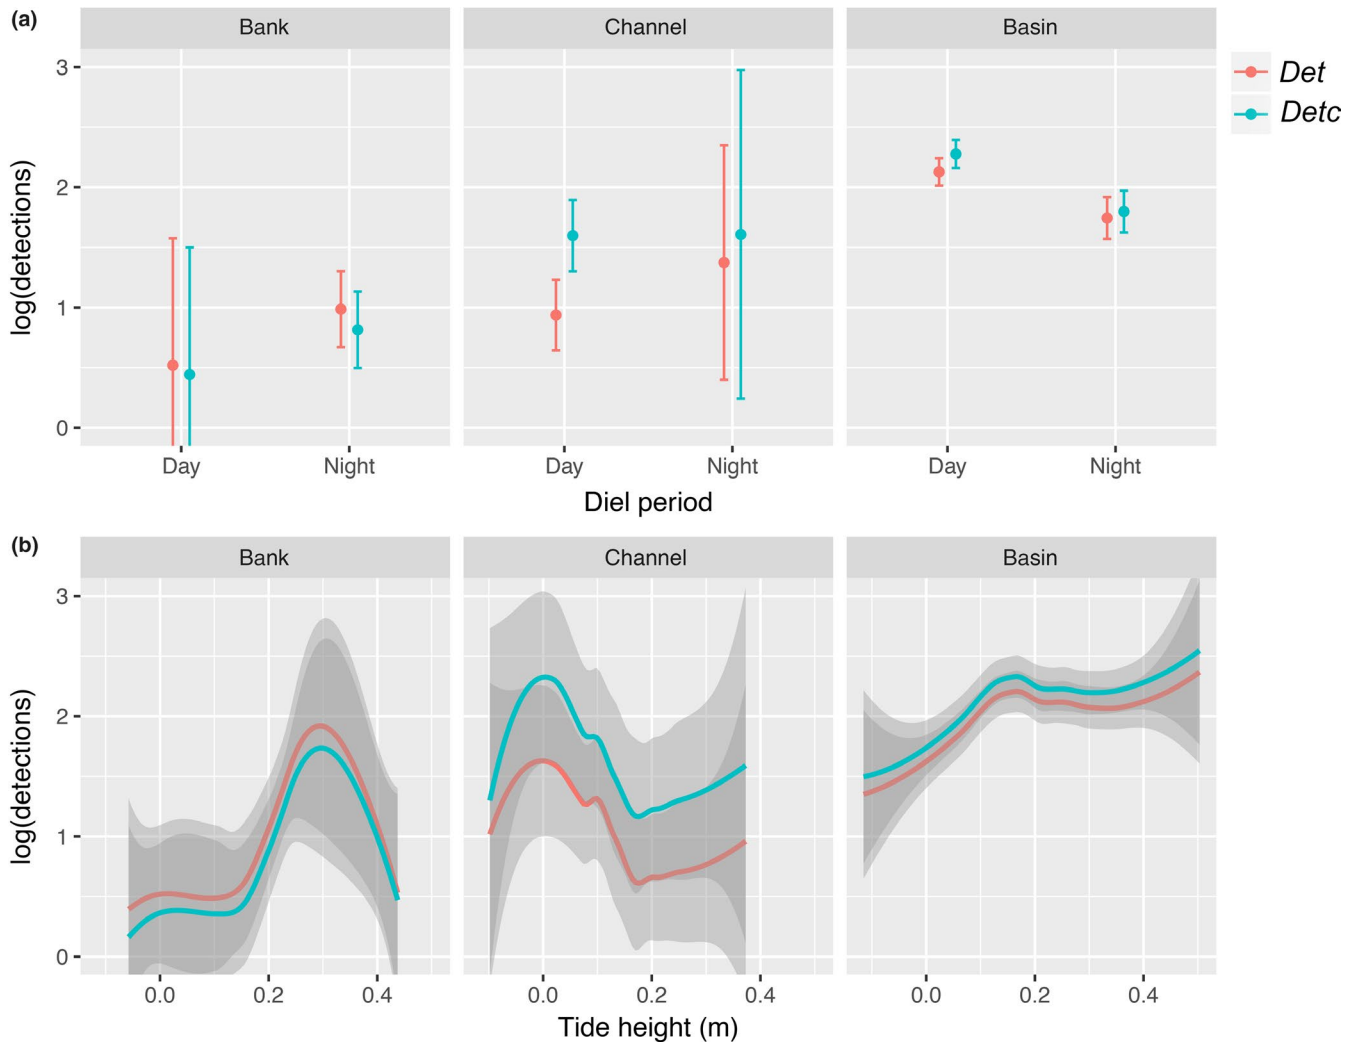 (a)
Bank Channel Basin
3
2
1
0
log(detections)
Day Night Day Night Day Night
Diel period
Det
Detc
(b)
Bank Channel Basin
3
2
1
0
log(detections)
0.0 0.2 0.4 0.0 0.2 0.4 0.0 0.2 0.4
Tide height (m)